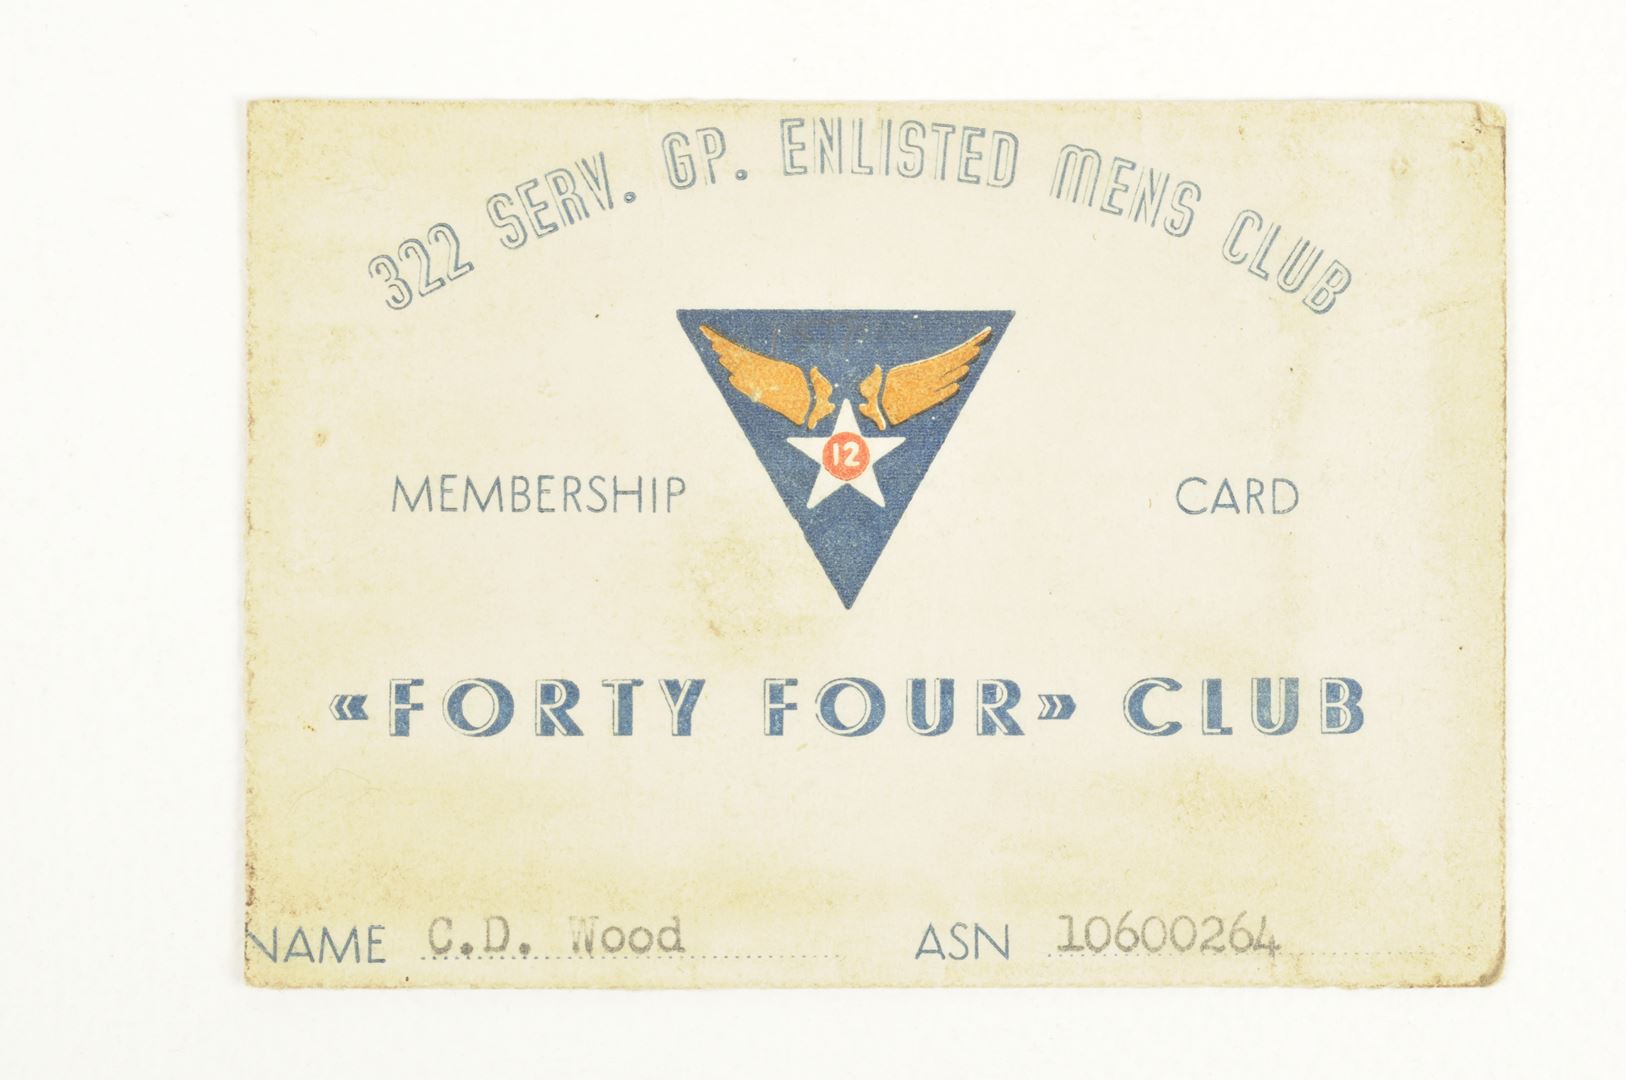 322 SERV. GP. ENLISTED MENS CLUB
12
MEMBERSHIP CARD
«FORTY FOUR» CLUB
NAME C.D. Wood ASN 10600264